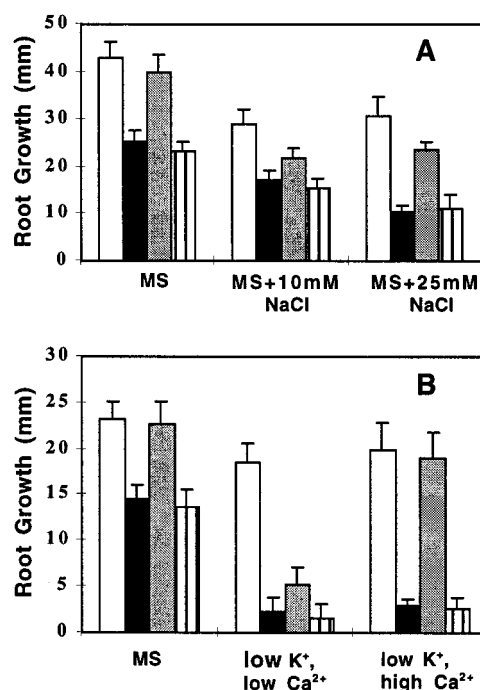 A
Root Growth (mm)
50
40
30
20
10
0
MS
MS+10mM
NaCl
MS+25mM
NaCl
B
Root Growth (mm)
30
25
20
15
10
5
0
MS
low K⁺,
low Ca²⁺
low K⁺,
high Ca²⁺